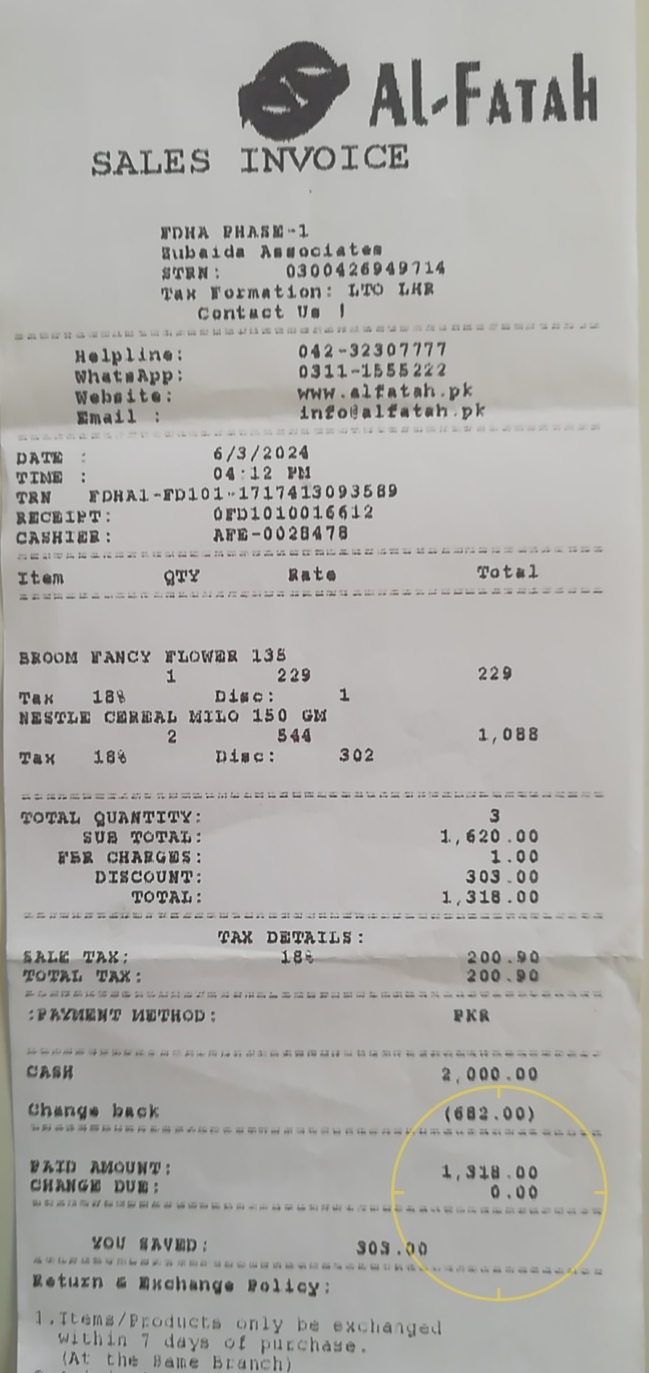 Al-Fatah
SALES INVOICE
FDHA PHASE-1
Zubaida Associates
STRN: 0300426949714
Tax Formation: LTO LHR
Contact Us !
Helpline: 042-32307777
WhatsApp: 0311-1555222
Website: www.alfatah.pk
Email : info@alfatah.pk
DATE : 6/3/2024
TIME : 04:12 PM
TRN FDHA1-FD101-1717413093589
RECEIPT: 0FD1010016612
CASHIER: AFE-0028478
Item QTY Rate Total
BROOM FANCY FLOWER 135
1 229 229
Tax 18% Disc: 1
NESTLE CEREAL MILO 150 GM
2 544 1,088
Tax 18% Disc: 302
TOTAL QUANTITY: 3
SUB TOTAL: 1,620.00
FBR CHARGES: 1.00
DISCOUNT: 303.00
TOTAL: 1,318.00
TAX DETAILS:
SALE TAX: 18% 200.90
TOTAL TAX: 200.90
:PAYMENT METHOD: PKR
CASH 2,000.00
Change back (682.00)
PAID AMOUNT: 1,318.00
CHANGE DUE: 0.00
YOU SAVED: 303.00
Return & Exchange Policy:
1.Items/Products only be exchanged
within 7 days of purchase.
(At the Same Branch)